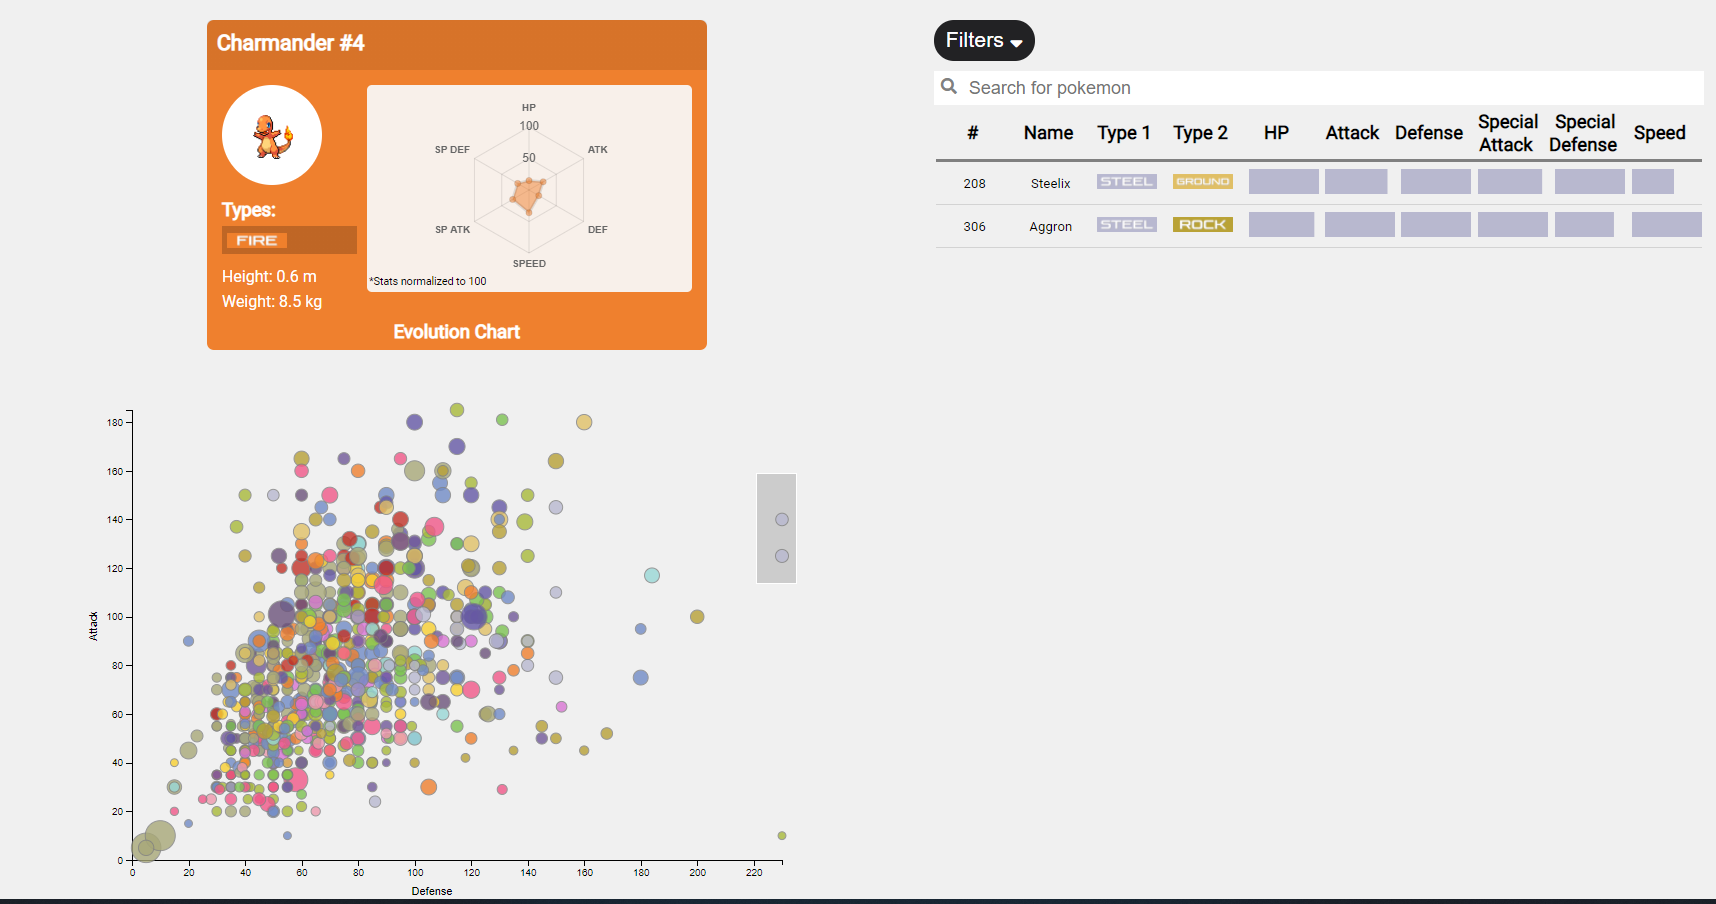 Charmander #4
HP
100
50
SP DEF
ATK
SP ATK
DEF
SPEED
*Stats normalized to 100
Types:
FIRE
Height: 0.6 m
Weight: 8.5 kg
Evolution Chart
Filters
Search for pokemon
# Name Type 1 Type 2 HP Attack Defense Special Attack Special Defense Speed
208 Steelix STEEL GROUND
306 Aggron STEEL ROCK
180
160
140
120
100
80
60
40
20
0
Attack
0 20 40 60 80 100 120 140 160 180 200 220
Defense